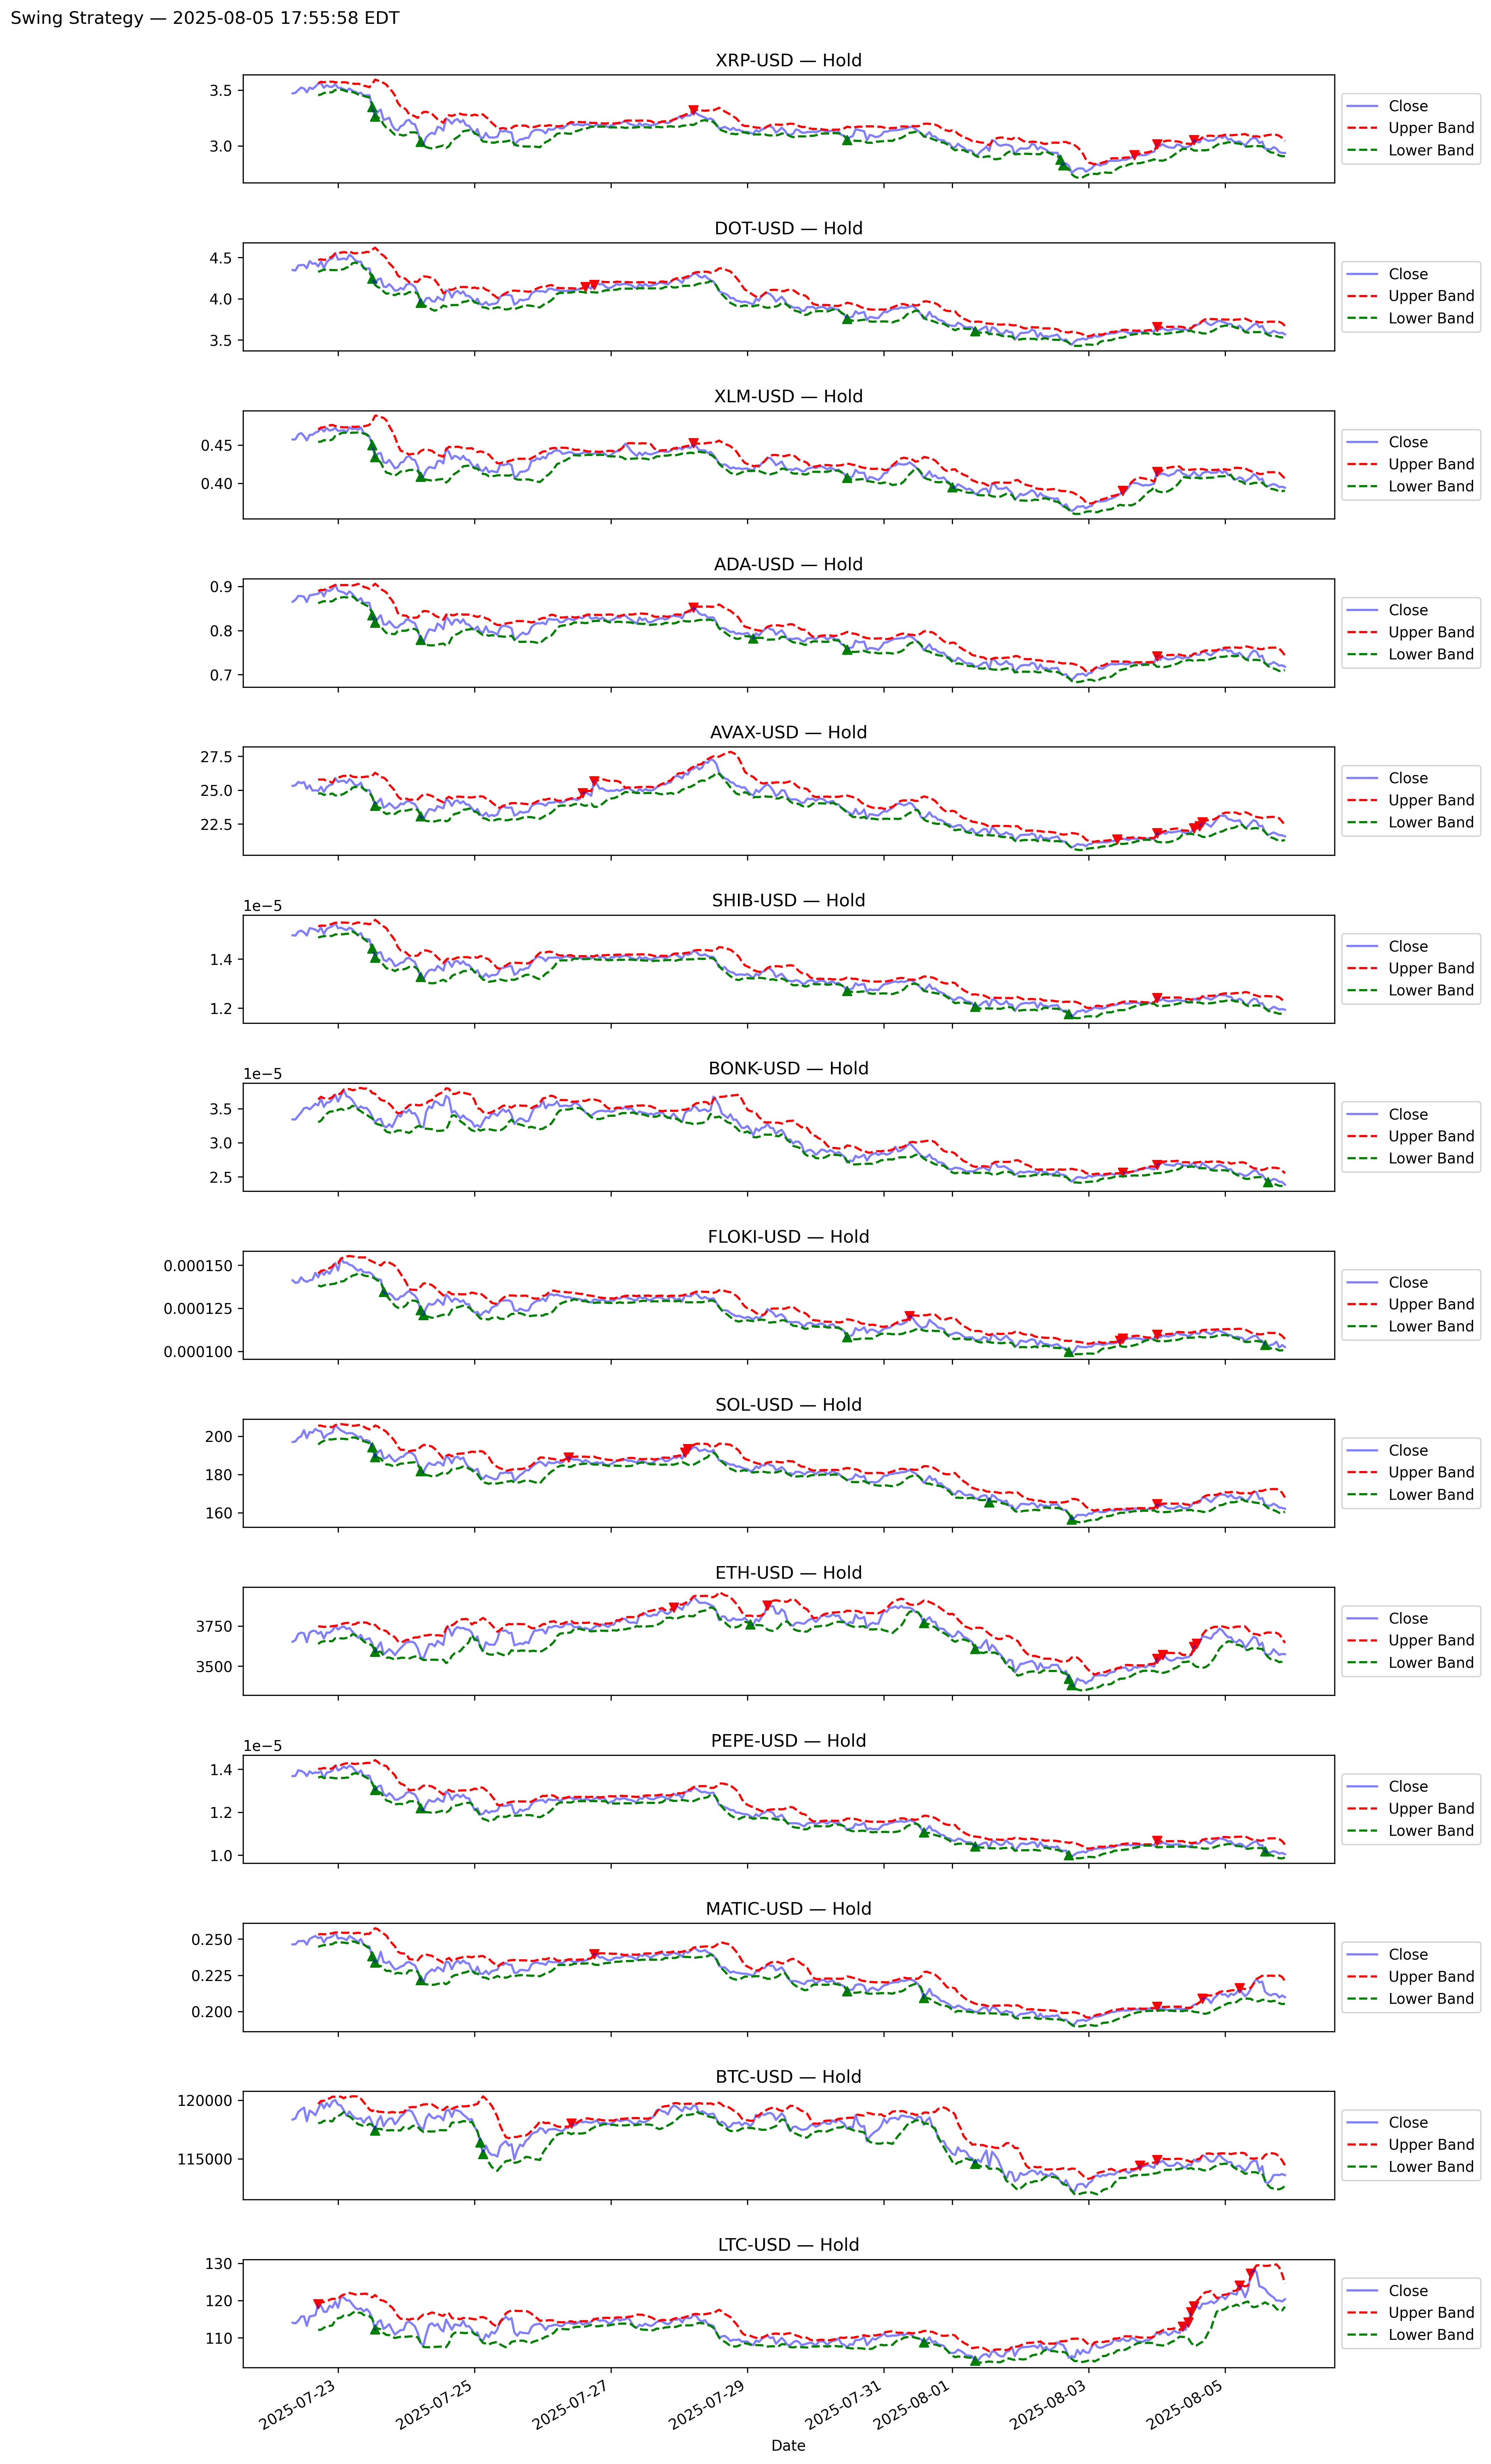 Swing Strategy — 2025-08-05 17:55:58 EDT
XRP-USD — Hold
3.5
3.0
Close
Upper Band
Lower Band
DOT-USD — Hold
4.5
4.0
3.5
Close
Upper Band
Lower Band
XLM-USD — Hold
0.45
0.40
Close
Upper Band
Lower Band
ADA-USD — Hold
0.9
0.8
0.7
Close
Upper Band
Lower Band
AVAX-USD — Hold
27.5
25.0
22.5
Close
Upper Band
Lower Band
SHIB-USD — Hold
1e−5
1.4
1.2
Close
Upper Band
Lower Band
BONK-USD — Hold
1e−5
3.5
3.0
2.5
Close
Upper Band
Lower Band
FLOKI-USD — Hold
0.000150
0.000125
0.000100
Close
Upper Band
Lower Band
SOL-USD — Hold
200
180
160
Close
Upper Band
Lower Band
ETH-USD — Hold
3750
3500
Close
Upper Band
Lower Band
PEPE-USD — Hold
1e−5
1.4
1.2
1.0
Close
Upper Band
Lower Band
MATIC-USD — Hold
0.250
0.225
0.200
Close
Upper Band
Lower Band
BTC-USD — Hold
120000
115000
Close
Upper Band
Lower Band
LTC-USD — Hold
130
120
110
Close
Upper Band
Lower Band
2025-07-23
2025-07-25
2025-07-27
2025-07-29
2025-07-31
2025-08-01
2025-08-03
2025-08-05
Date